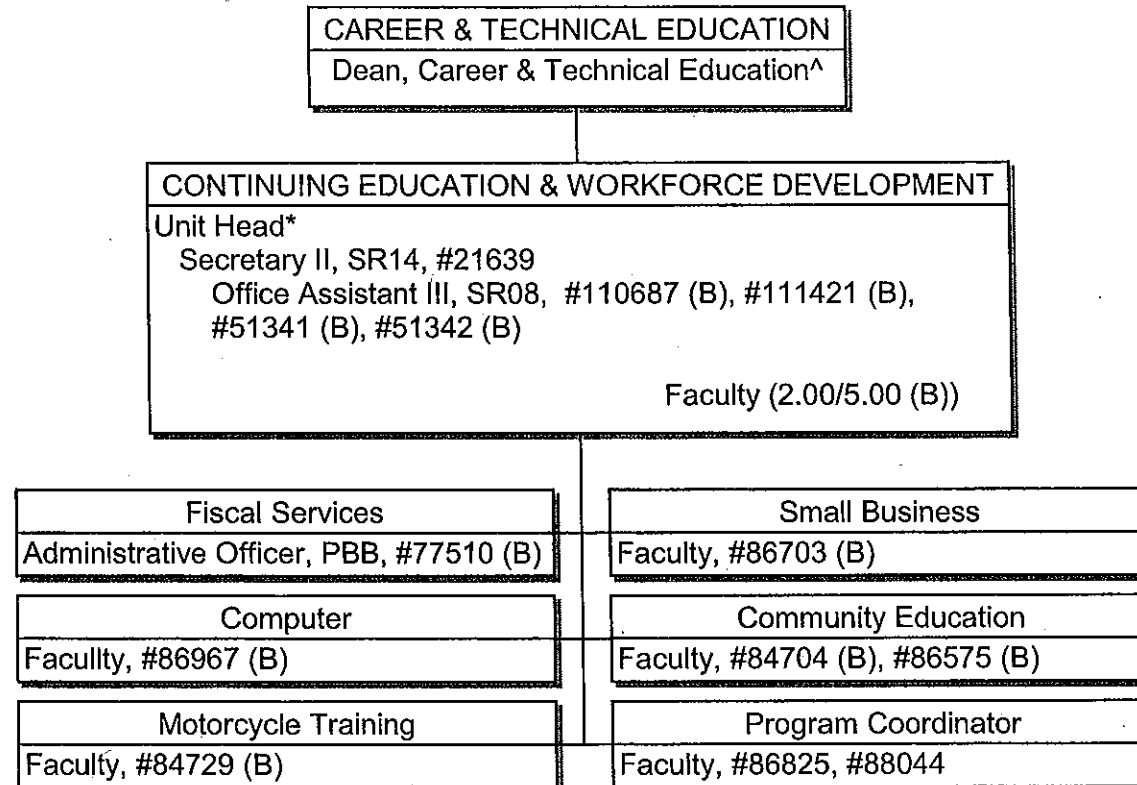 CAREER & TECHNICAL EDUCATION
Dean, Career & Technical Education^
CONTINUING EDUCATION & WORKFORCE DEVELOPMENT
Unit Head*
Secretary II, SR14, #21639
Office Assistant III, SR08, #110687 (B), #111421 (B),
#51341 (B), #51342 (B)
Faculty (2.00/5.00 (B))
Fiscal Services
Administrative Officer, PBB, #77510 (B)
Small Business
Faculty, #86703 (B)
Computer
Facullty, #86967 (B)
Community Education
Faculty, #84704 (B), #86575 (B)
Motorcycle Training
Faculty, #84729 (B)
Program Coordinator
Faculty, #86825, #88044